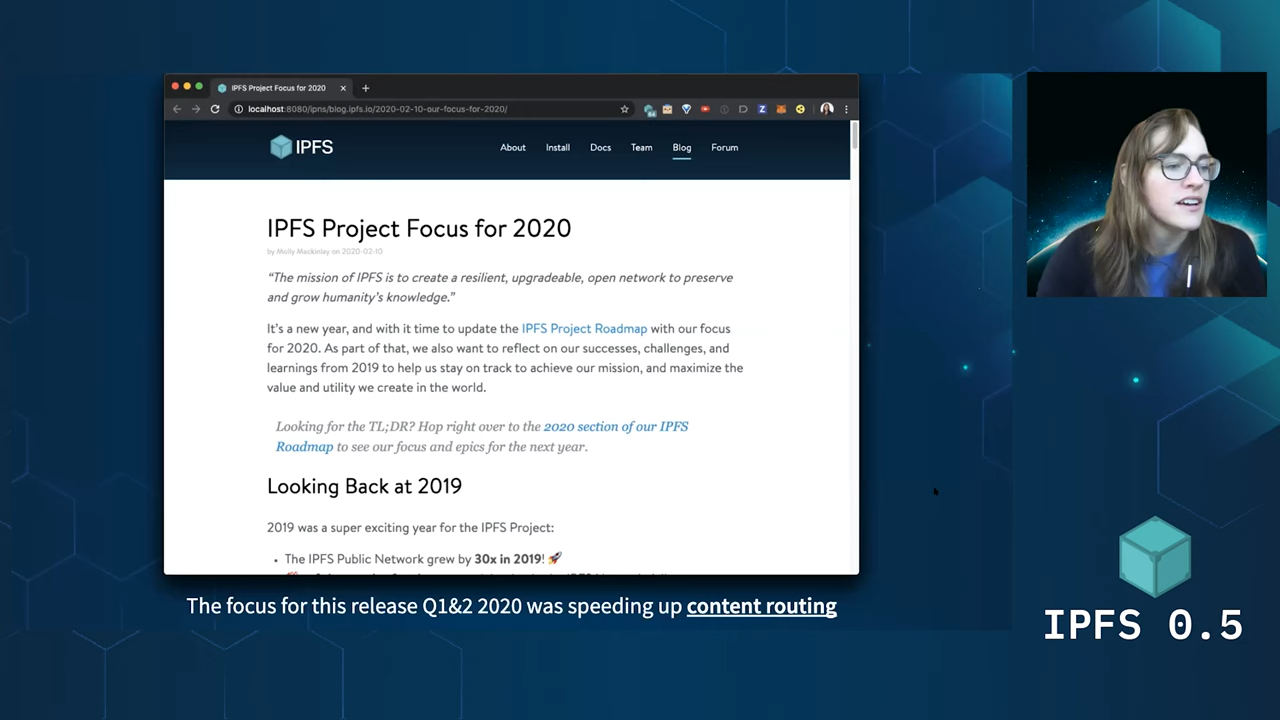 IPFS Project Focus for 2020
localhost:8080/ipns/blog.ipfs.io/2020-02-10-our-focus-for-2020/
IPFS
About Install Docs Team Blog Forum
IPFS Project Focus for 2020
by Molly Mackinlay on 2020-02-10
“The mission of IPFS is to create a resilient, upgradeable, open network to preserve
and grow humanity’s knowledge.”
It’s a new year, and with it time to update the IPFS Project Roadmap with our focus
for 2020. As part of that, we also want to reflect on our successes, challenges, and
learnings from 2019 to help us stay on track to achieve our mission, and maximize the
value and utility we create in the world.
Looking for the TL;DR? Hop right over to the 2020 section of our IPFS
Roadmap to see our focus and epics for the next year.
Looking Back at 2019
2019 was a super exciting year for the IPFS Project:
• The IPFS Public Network grew by 30x in 2019! 🚀
The focus for this release Q1&2 2020 was speeding up content routing
IPFS 0.5